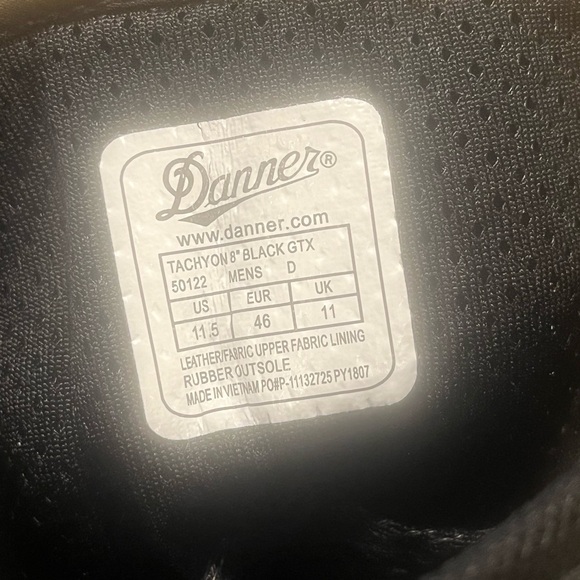 Danner®
www.danner.com
TACHYON 8" BLACK GTX
50122 MENS D
US EUR UK
11.5 46 11
LEATHER/FABRIC UPPER FABRIC LINING
RUBBER OUTSOLE
MADE IN VIETNAM PO#P-11132725 PY1807